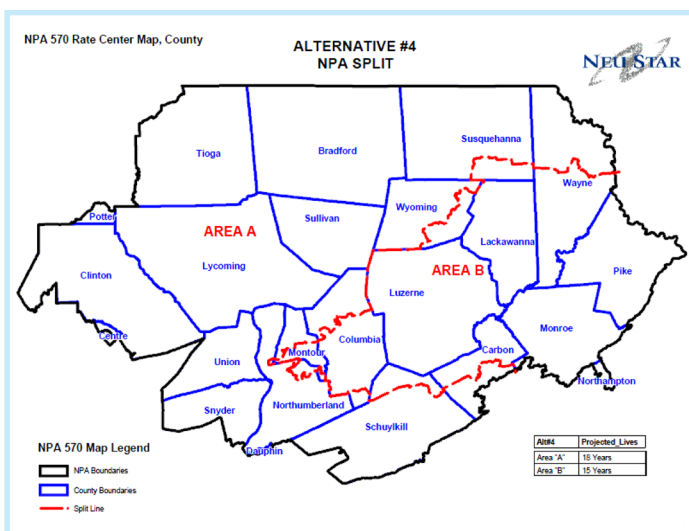 NPA 570 Rate Center Map, County
ALTERNATIVE #4
NPA SPLIT
NEUSTAR
Tioga
Bradford
Susquehanna
Wayne
Potter
Sullivan
Wyoming
AREA A
Lycoming
Lackawanna
AREA B
Clinton
Luzerne
Pike
Centre
Montour
Columbia
Monroe
Union
Carbon
Northampton
Snyder
Northumberland
Schuylkill
Dauphin
NPA 570 Map Legend
NPA Boundaries
County Boundaries
Split Line
Alt#4 Projected_Lives
Area "A" 18 Years
Area "B" 15 Years